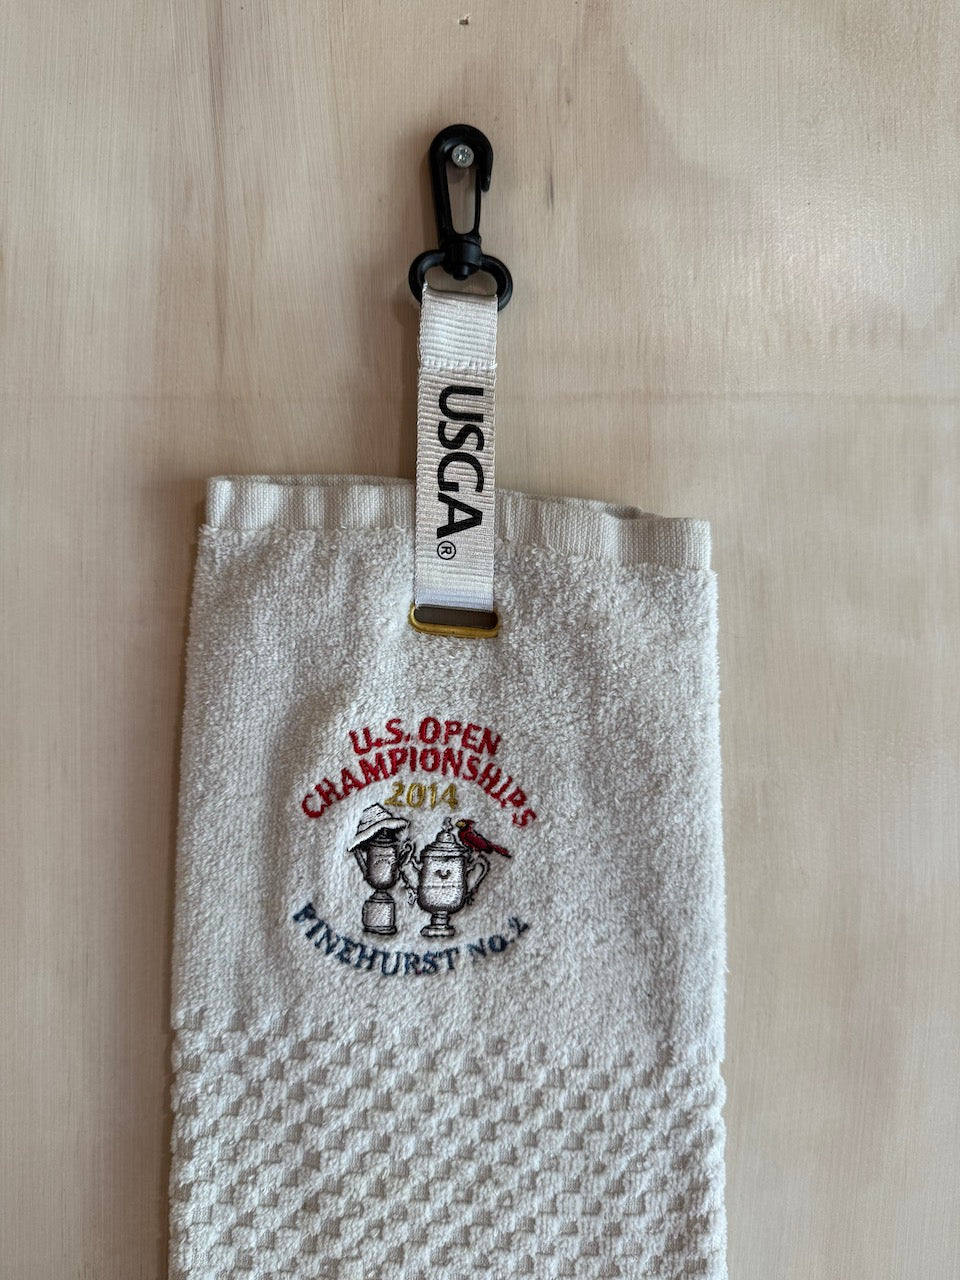 USGA®
U.S. OPEN
CHAMPIONSHIPS
2014
PINEHURST NO. 2